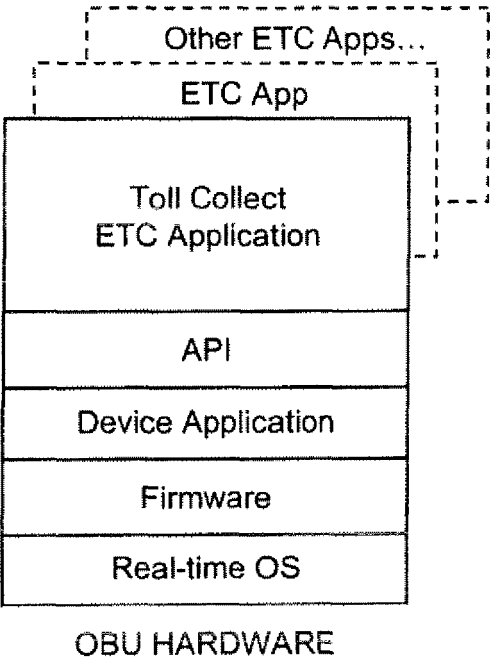 Other ETC Apps...
ETC App
Toll Collect
ETC Application
API
Device Application
Firmware
Real-time OS
OBU HARDWARE